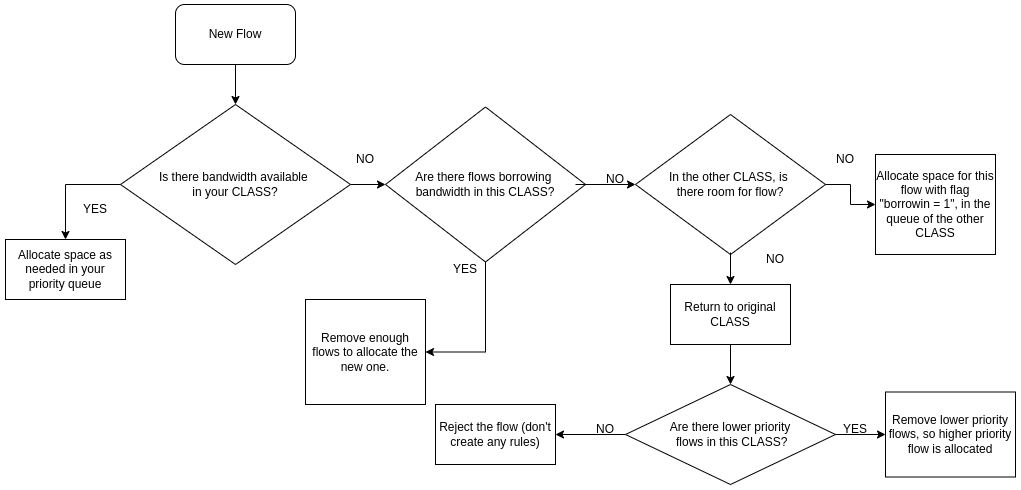 New Flow
Is there bandwidth available
in your CLASS?
YES
Allocate space as
needed in your
priority queue
NO
Are there flows borrowing
bandwidth in this CLASS?
YES
Remove enough
flows to allocate the
new one.
NO
In the other CLASS, is
there room for flow?
NO
Allocate space for this
flow with flag
"borrowin = 1", in the
queue of the other
CLASS
NO
Return to original
CLASS
Are there lower priority
flows in this CLASS?
NO
Reject the flow (don't
create any rules)
YES
Remove lower priority
flows, so higher priority
flow is allocated